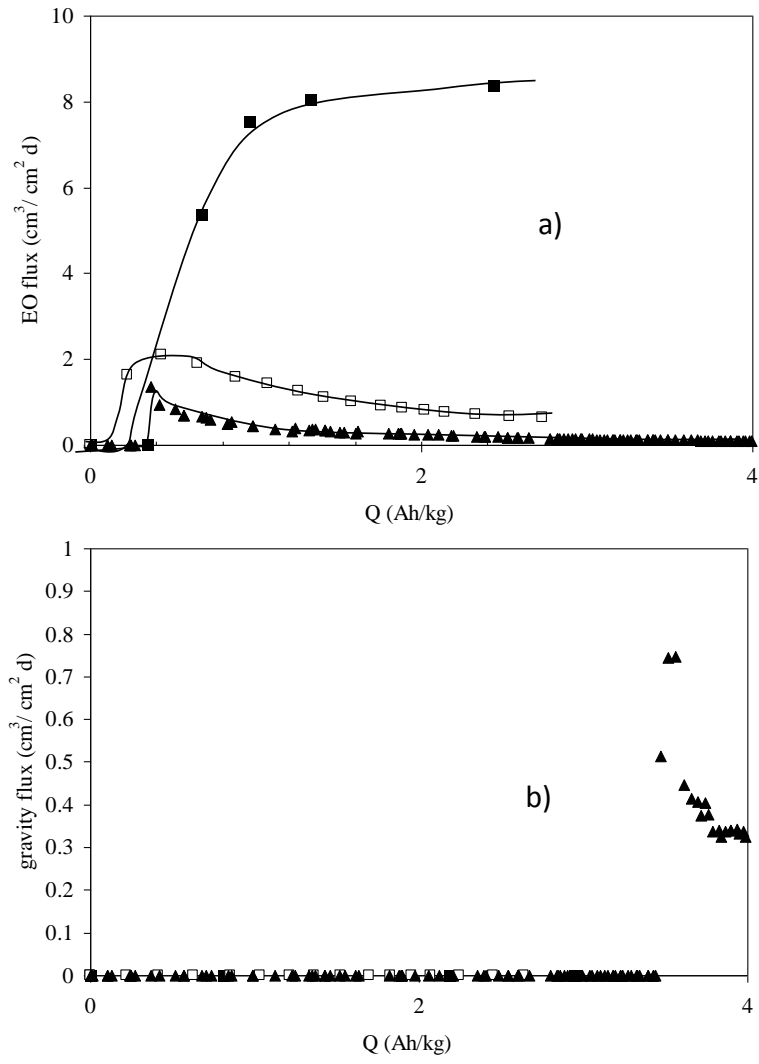 10
8
6
4
2
0
EO flux (cm³/ cm² d)
a)
0 2 4
Q (Ah/kg)
1
0.9
0.8
0.7
0.6
0.5
0.4
0.3
0.2
0.1
0
gravity flux (cm³/ cm² d)
b)
0 2 4
Q (Ah/kg)